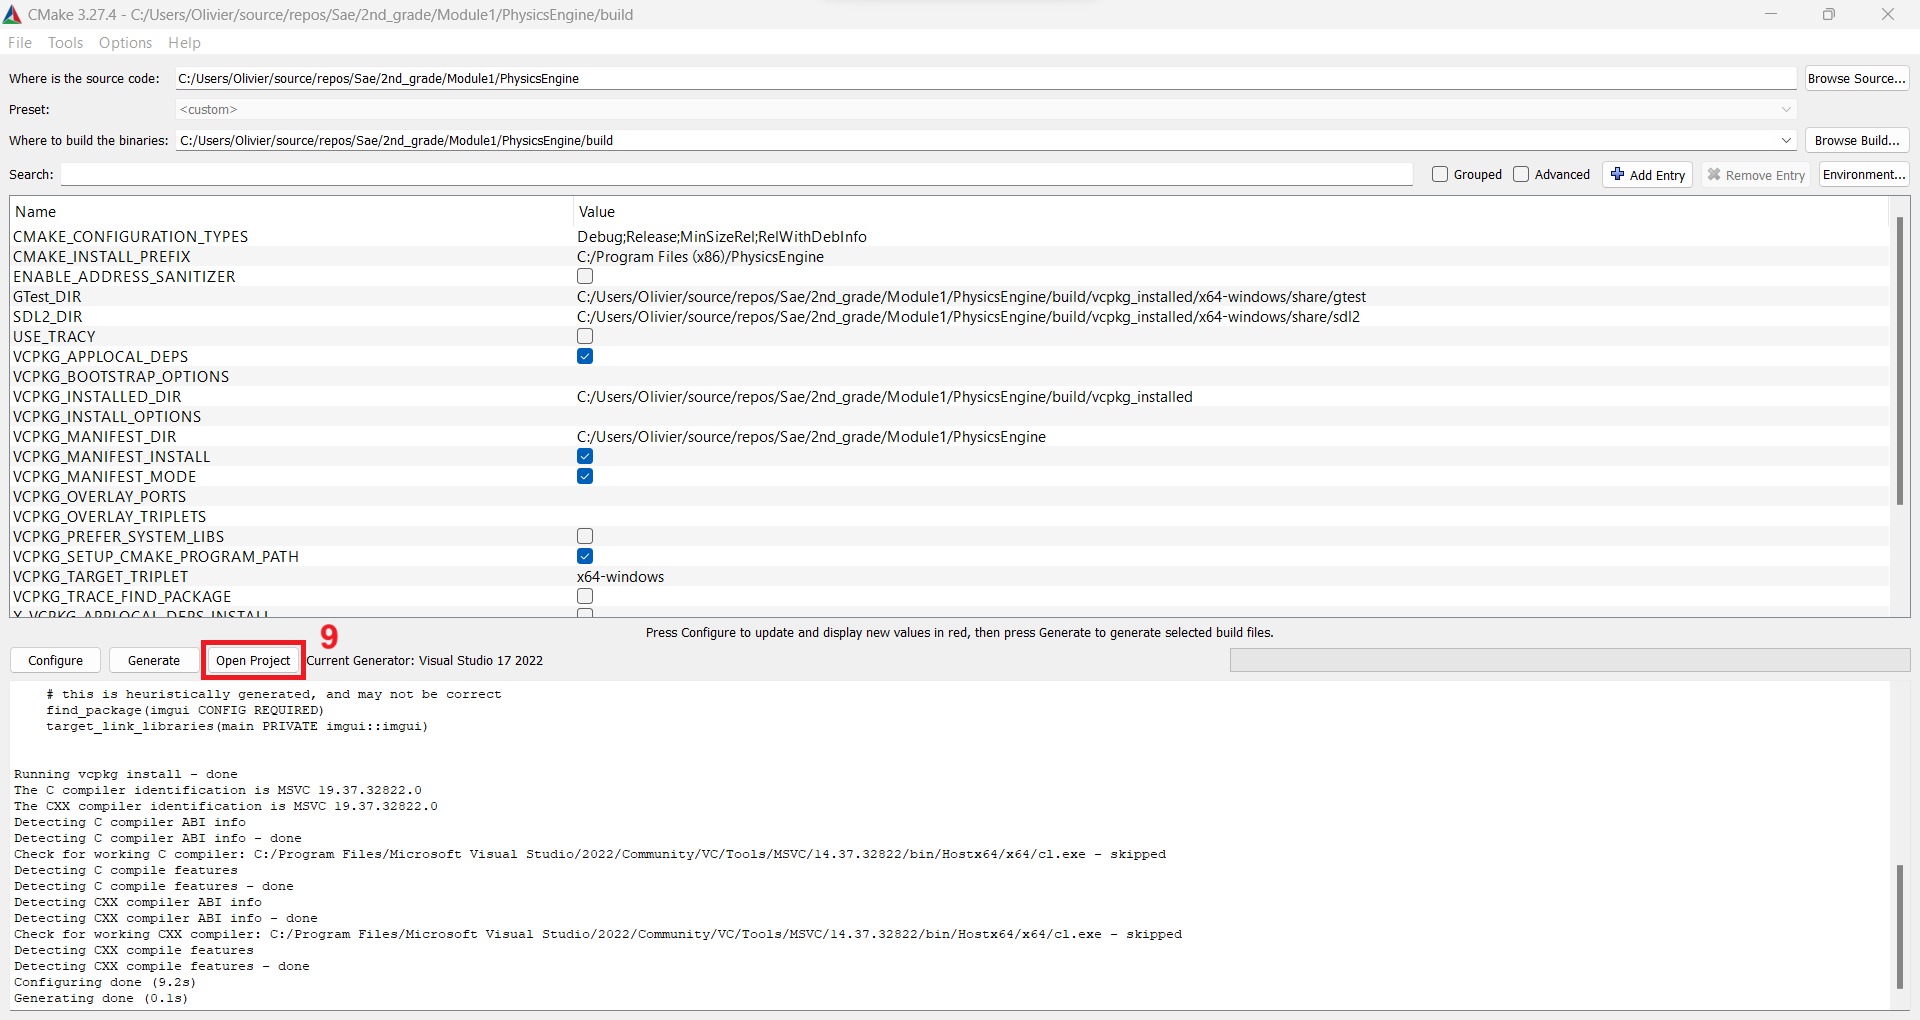 CMake 3.27.4 - C:/Users/Olivier/source/repos/Sae/2nd_grade/Module1/PhysicsEngine/build
File Tools Options Help
Where is the source code: C:/Users/Olivier/source/repos/Sae/2nd_grade/Module1/PhysicsEngine Browse Source...
Preset: <custom>
Where to build the binaries: C:/Users/Olivier/source/repos/Sae/2nd_grade/Module1/PhysicsEngine/build Browse Build...
Search: Grouped Advanced Add Entry Remove Entry Environment...
Name Value
CMAKE_CONFIGURATION_TYPES Debug;Release;MinSizeRel;RelWithDebInfo
CMAKE_INSTALL_PREFIX C:/Program Files (x86)/PhysicsEngine
ENABLE_ADDRESS_SANITIZER
GTest_DIR C:/Users/Olivier/source/repos/Sae/2nd_grade/Module1/PhysicsEngine/build/vcpkg_installed/x64-windows/share/gtest
SDL2_DIR C:/Users/Olivier/source/repos/Sae/2nd_grade/Module1/PhysicsEngine/build/vcpkg_installed/x64-windows/share/sdl2
USE_TRACY
VCPKG_APPLOCAL_DEPS
VCPKG_BOOTSTRAP_OPTIONS
VCPKG_INSTALLED_DIR C:/Users/Olivier/source/repos/Sae/2nd_grade/Module1/PhysicsEngine/build/vcpkg_installed
VCPKG_INSTALL_OPTIONS
VCPKG_MANIFEST_DIR C:/Users/Olivier/source/repos/Sae/2nd_grade/Module1/PhysicsEngine
VCPKG_MANIFEST_INSTALL
VCPKG_MANIFEST_MODE
VCPKG_OVERLAY_PORTS
VCPKG_OVERLAY_TRIPLETS
VCPKG_PREFER_SYSTEM_LIBS
VCPKG_SETUP_CMAKE_PROGRAM_PATH
VCPKG_TARGET_TRIPLET x64-windows
VCPKG_TRACE_FIND_PACKAGE
X_VCPKG_APPLOCAL_DEPS_INSTALL
Press Configure to update and display new values in red, then press Generate to generate selected build files.
9
Configure Generate Open Project Current Generator: Visual Studio 17 2022
# this is heuristically generated, and may not be correct
find_package(imgui CONFIG REQUIRED)
target_link_libraries(main PRIVATE imgui::imgui)
Running vcpkg install - done
The C compiler identification is MSVC 19.37.32822.0
The CXX compiler identification is MSVC 19.37.32822.0
Detecting C compiler ABI info
Detecting C compiler ABI info - done
Check for working C compiler: C:/Program Files/Microsoft Visual Studio/2022/Community/VC/Tools/MSVC/14.37.32822/bin/Hostx64/x64/cl.exe - skipped
Detecting C compile features
Detecting C compile features - done
Detecting CXX compiler ABI info
Detecting CXX compiler ABI info - done
Check for working CXX compiler: C:/Program Files/Microsoft Visual Studio/2022/Community/VC/Tools/MSVC/14.37.32822/bin/Hostx64/x64/cl.exe - skipped
Detecting CXX compile features
Detecting CXX compile features - done
Configuring done (9.2s)
Generating done (0.1s)